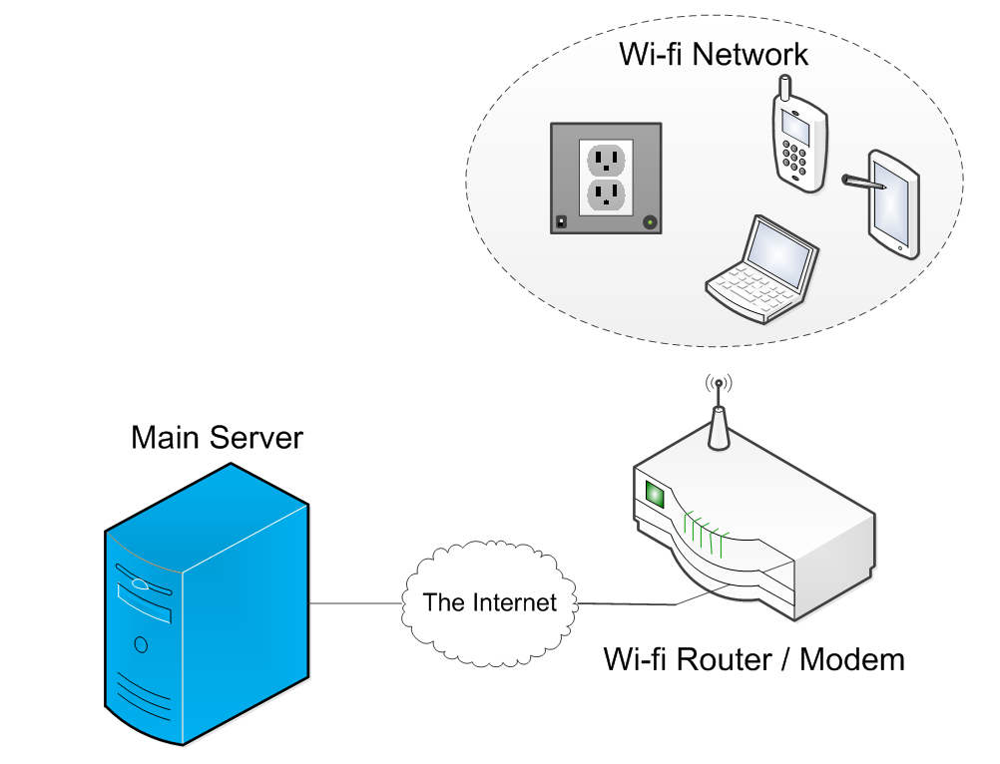 Wi-fi Network
Main Server
The Internet
Wi-fi Router / Modem